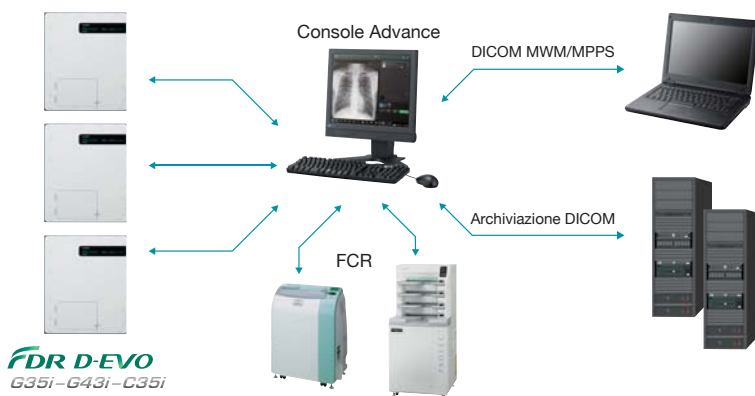 Console Advance
DICOM MWM/MPPS
Archiviazione DICOM
FCR
FDR D-EVO
G35i-G43i-C35i